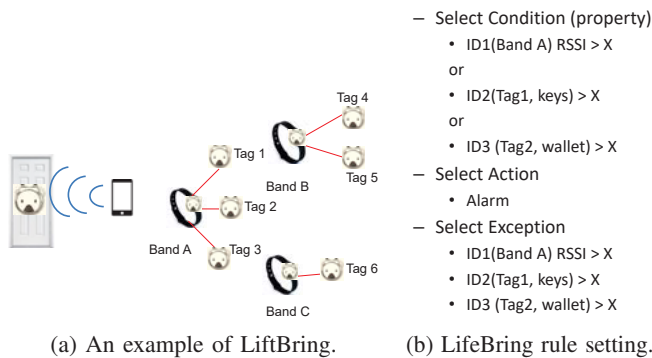 Tag 4
Tag 1
Tag 5
Band B
Tag 2
Band A
Tag 3
Tag 6
Band C
(a) An example of LiftBring.
– Select Condition (property)
• ID1(Band A) RSSI > X
or
• ID2(Tag1, keys) > X
or
• ID3 (Tag2, wallet) > X
– Select Action
• Alarm
– Select Exception
• ID1(Band A) RSSI > X
• ID2(Tag1, keys) > X
• ID3 (Tag2, wallet) > X
(b) LifeBring rule setting.